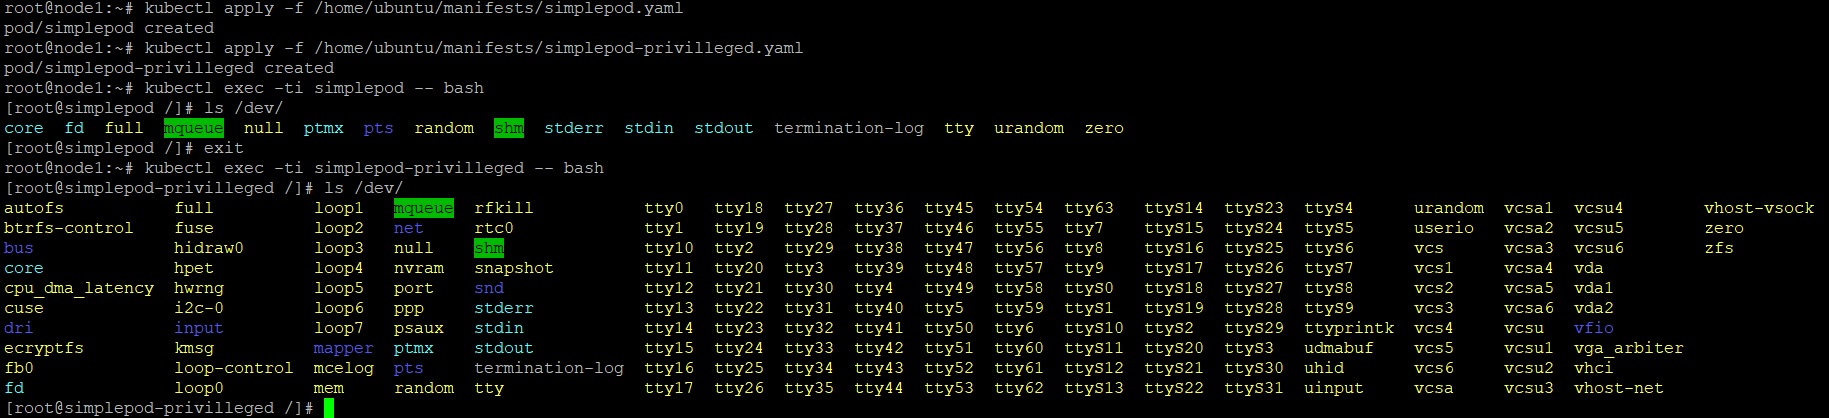 root@node1:~# kubectl apply -f /home/ubuntu/manifests/simplepod.yaml
pod/simplepod created
root@node1:~# kubectl apply -f /home/ubuntu/manifests/simplepod-privilleged.yaml
pod/simplepod-privilleged created
root@node1:~# kubectl exec -ti simplepod -- bash
[root@simplepod /]# ls /dev/
core fd full mqueue null ptmx pts random shm stderr stdin stdout termination-log tty urandom zero
[root@simplepod /]# exit
root@node1:~# kubectl exec -ti simplepod-privilleged -- bash
[root@simplepod-privilleged /]# ls /dev/
autofs full loop1 mqueue rfkill tty0 tty18 tty27 tty36 tty45 tty54 tty63 ttyS14 ttyS23 ttyS4 urandom vcsa1 vcsu4 vhost-vsock
btrfs-control fuse loop2 net rtc0 tty1 tty19 tty28 tty37 tty46 tty55 tty7 ttyS15 ttyS24 ttyS5 userio vcsa2 vcsu5 zero
bus hidraw0 loop3 null shm tty10 tty2 tty29 tty38 tty47 tty56 tty8 ttyS16 ttyS25 ttyS6 vcs vcsa3 vcsu6 zfs
core hpet loop4 nvram snapshot tty11 tty20 tty3 tty39 tty48 tty57 tty9 ttyS17 ttyS26 ttyS7 vcs1 vcsa4 vda
cpu_dma_latency hwrng loop5 port snd tty12 tty21 tty30 tty4 tty49 tty58 ttyS0 ttyS18 ttyS27 ttyS8 vcs2 vcsa5 vda1
cuse i2c-0 loop6 ppp stderr tty13 tty22 tty31 tty40 tty5 tty59 ttyS1 ttyS19 ttyS28 ttyS9 vcs3 vcsa6 vda2
dri input loop7 psaux stdin tty14 tty23 tty32 tty41 tty50 tty6 ttyS10 ttyS2 ttyS29 ttyprintk vcs4 vcsu vfio
ecryptfs kmsg mapper ptmx stdout tty15 tty24 tty33 tty42 tty51 tty60 ttyS11 ttyS20 ttyS3 udmabuf vcs5 vcsu1 vga_arbiter
fb0 loop-control mcelog pts termination-log tty16 tty25 tty34 tty43 tty52 tty61 ttyS12 ttyS21 ttyS30 uhid vcs6 vcsu2 vhci
fd loop0 mem random tty tty17 tty26 tty35 tty44 tty53 tty62 ttyS13 ttyS22 ttyS31 uinput vcsa vcsu3 vhost-net
[root@simplepod-privilleged /]#